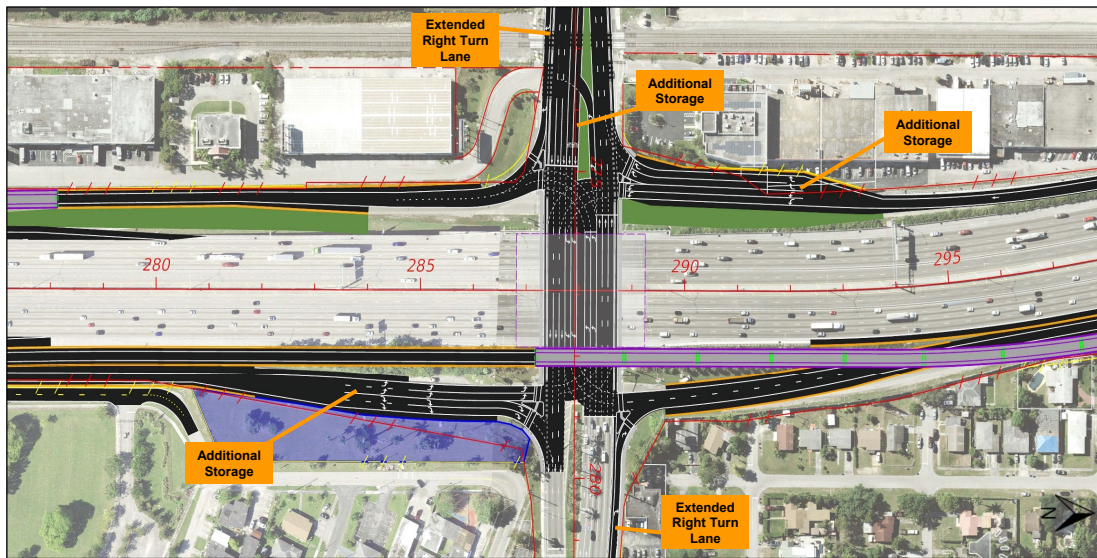 Extended
Right Turn
Lane
Additional
Storage
Additional
Storage
280
285
290
295
Additional
Storage
280
Extended
Right Turn
Lane
N